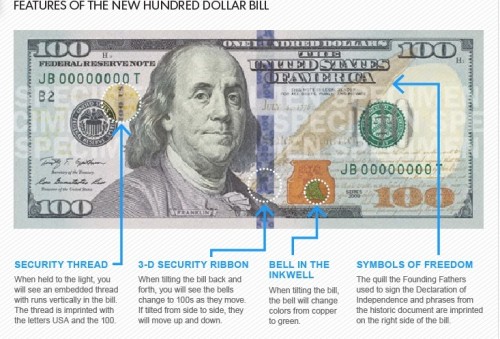 FEATURES OF THE NEW HUNDRED DOLLAR BILL
100
ONE HUNDRED DOLLARS
100
FEDERAL RESERVE NOTE
THE
UNITED STATES
OF AMERICA
JB 00000000 T
B2
SPECIMEN
JB 00000000 T
Secretary of the Treasury
SERIES
2009
100
FRANKLIN
100
SECURITY THREAD
When held to the light, you
will see an embedded thread
with runs vertically in the bill.
The thread is imprinted with
the letters USA and the 100.
3-D SECURITY RIBBON
When tilting the bill back and
forth, you will see the bells
change to 100s as they move.
If tilted from side to side, they
will move up and down.
BELL IN THE
INKWELL
When tilting the bill,
the bell will change
colors from copper
to green.
SYMBOLS OF FREEDOM
The quill the Founding Fathers
used to sign the Declaration of
Independence and phrases from
the historic document are imprinted
on the right side of the bill.